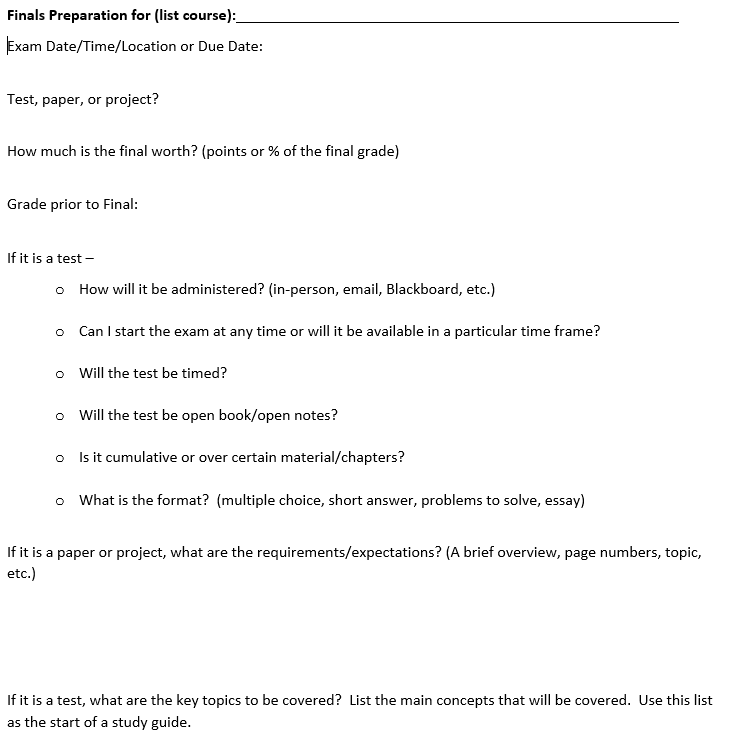 Finals Preparation for (list course):___________________________________________________________
Exam Date/Time/Location or Due Date:
Test, paper, or project?
How much is the final worth? (points or % of the final grade)
Grade prior to Final:
If it is a test –
o How will it be administered? (in-person, email, Blackboard, etc.)
o Can I start the exam at any time or will it be available in a particular time frame?
o Will the test be timed?
o Will the test be open book/open notes?
o Is it cumulative or over certain material/chapters?
o What is the format?  (multiple choice, short answer, problems to solve, essay)
If it is a paper or project, what are the requirements/expectations? (A brief overview, page numbers, topic,
etc.)
If it is a test, what are the key topics to be covered?  List the main concepts that will be covered.  Use this list
as the start of a study guide.